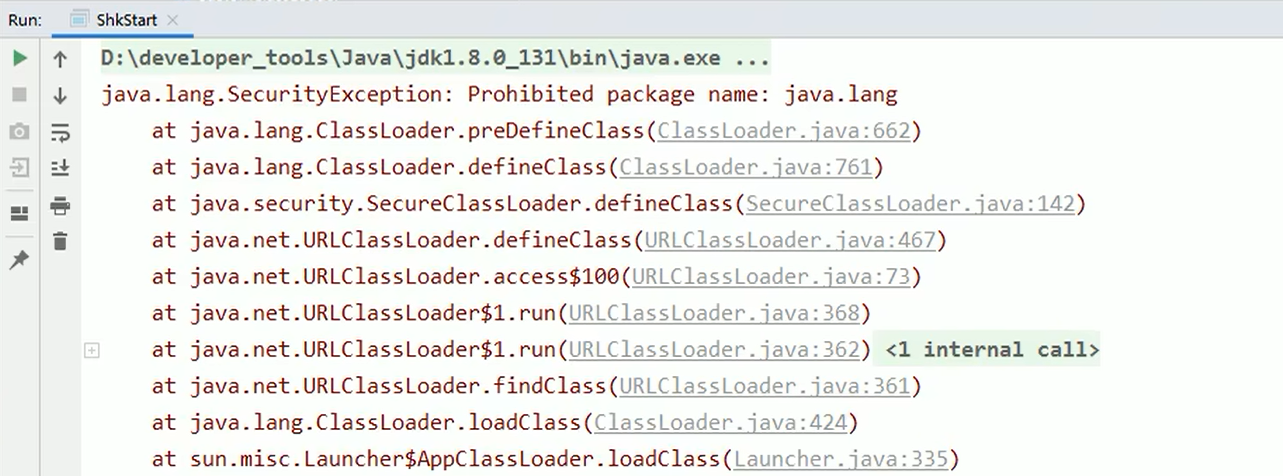 Run: ShkStart
D:\developer_tools\Java\jdk1.8.0_131\bin\java.exe ...
java.lang.SecurityException: Prohibited package name: java.lang
at java.lang.ClassLoader.preDefineClass(ClassLoader.java:662)
at java.lang.ClassLoader.defineClass(ClassLoader.java:761)
at java.security.SecureClassLoader.defineClass(SecureClassLoader.java:142)
at java.net.URLClassLoader.defineClass(URLClassLoader.java:467)
at java.net.URLClassLoader.access$100(URLClassLoader.java:73)
at java.net.URLClassLoader$1.run(URLClassLoader.java:368)
at java.net.URLClassLoader$1.run(URLClassLoader.java:362) <1 internal call>
at java.net.URLClassLoader.findClass(URLClassLoader.java:361)
at java.lang.ClassLoader.loadClass(ClassLoader.java:424)
at sun.misc.Launcher$AppClassLoader.loadClass(Launcher.java:335)